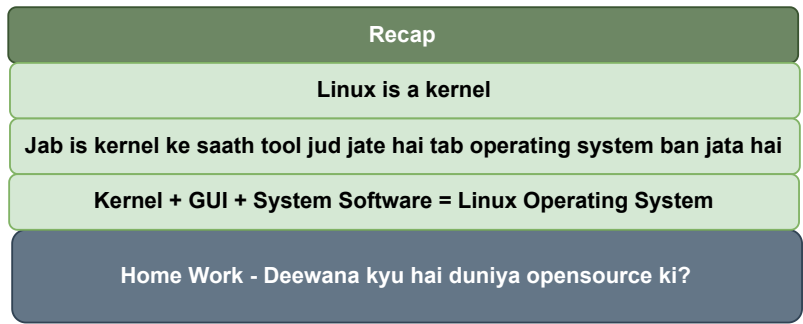 Recap
Linux is a kernel
Jab is kernel ke saath tool jud jate hai tab operating system ban jata hai
Kernel + GUI + System Software = Linux Operating System
Home Work - Deewana kyu hai duniya opensource ki?